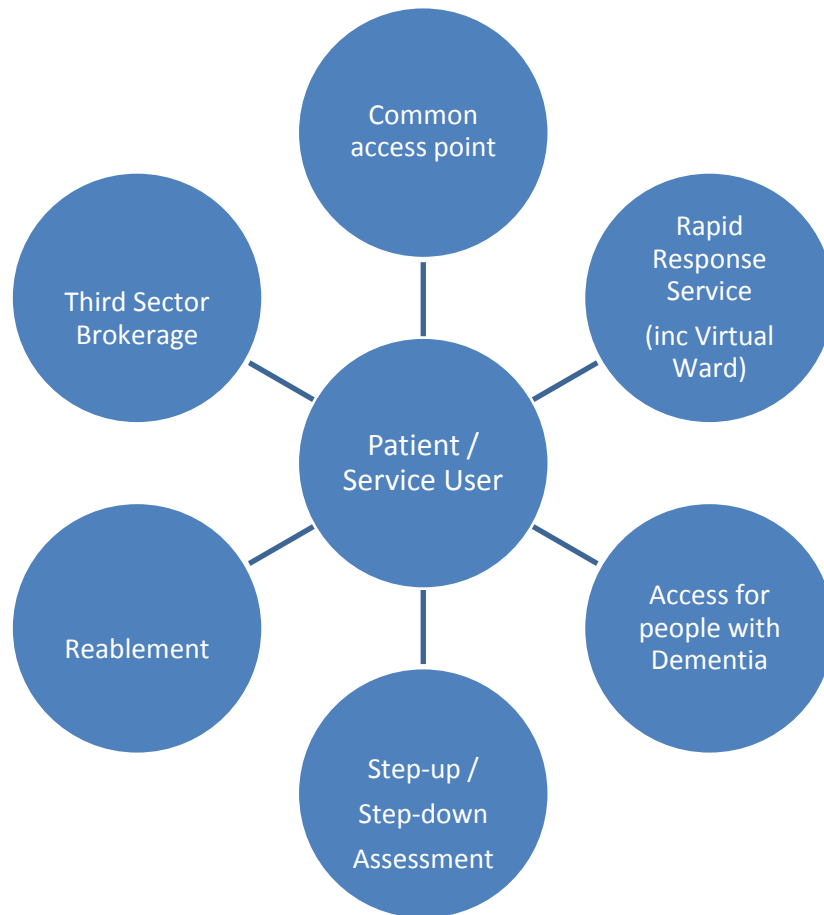 Common
access point
Third Sector
Brokerage
Rapid
Response
Service
(inc Virtual
Ward)
Patient /
Service User
Reablement
Access for
people with
Dementia
Step-up /
Step-down
Assessment